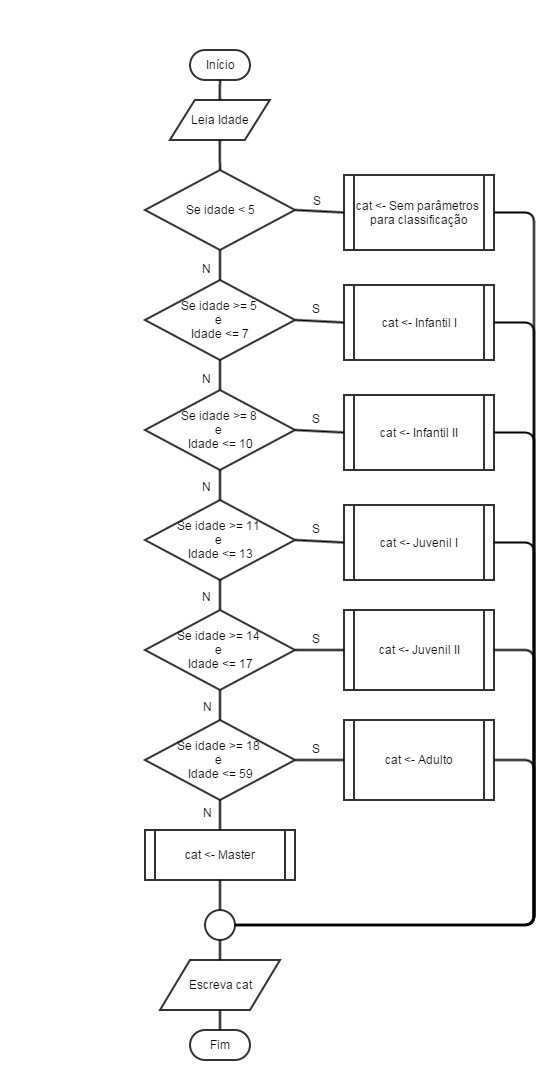 Início
Leia Idade
Se idade < 5
S
cat <- Sem parâmetros
para classificação
N
Se idade >= 5
e
Idade <= 7
S
cat <- Infantil I
N
Se idade >= 8
e
Idade <= 10
S
cat <- Infantil II
N
Se idade >= 11
e
Idade <= 13
S
cat <- Juvenil I
N
Se idade >= 14
e
Idade <= 17
S
cat <- Juvenil II
N
Se idade >= 18
e
Idade <= 59
S
cat <- Adulto
N
cat <- Master
Escreva cat
Fim